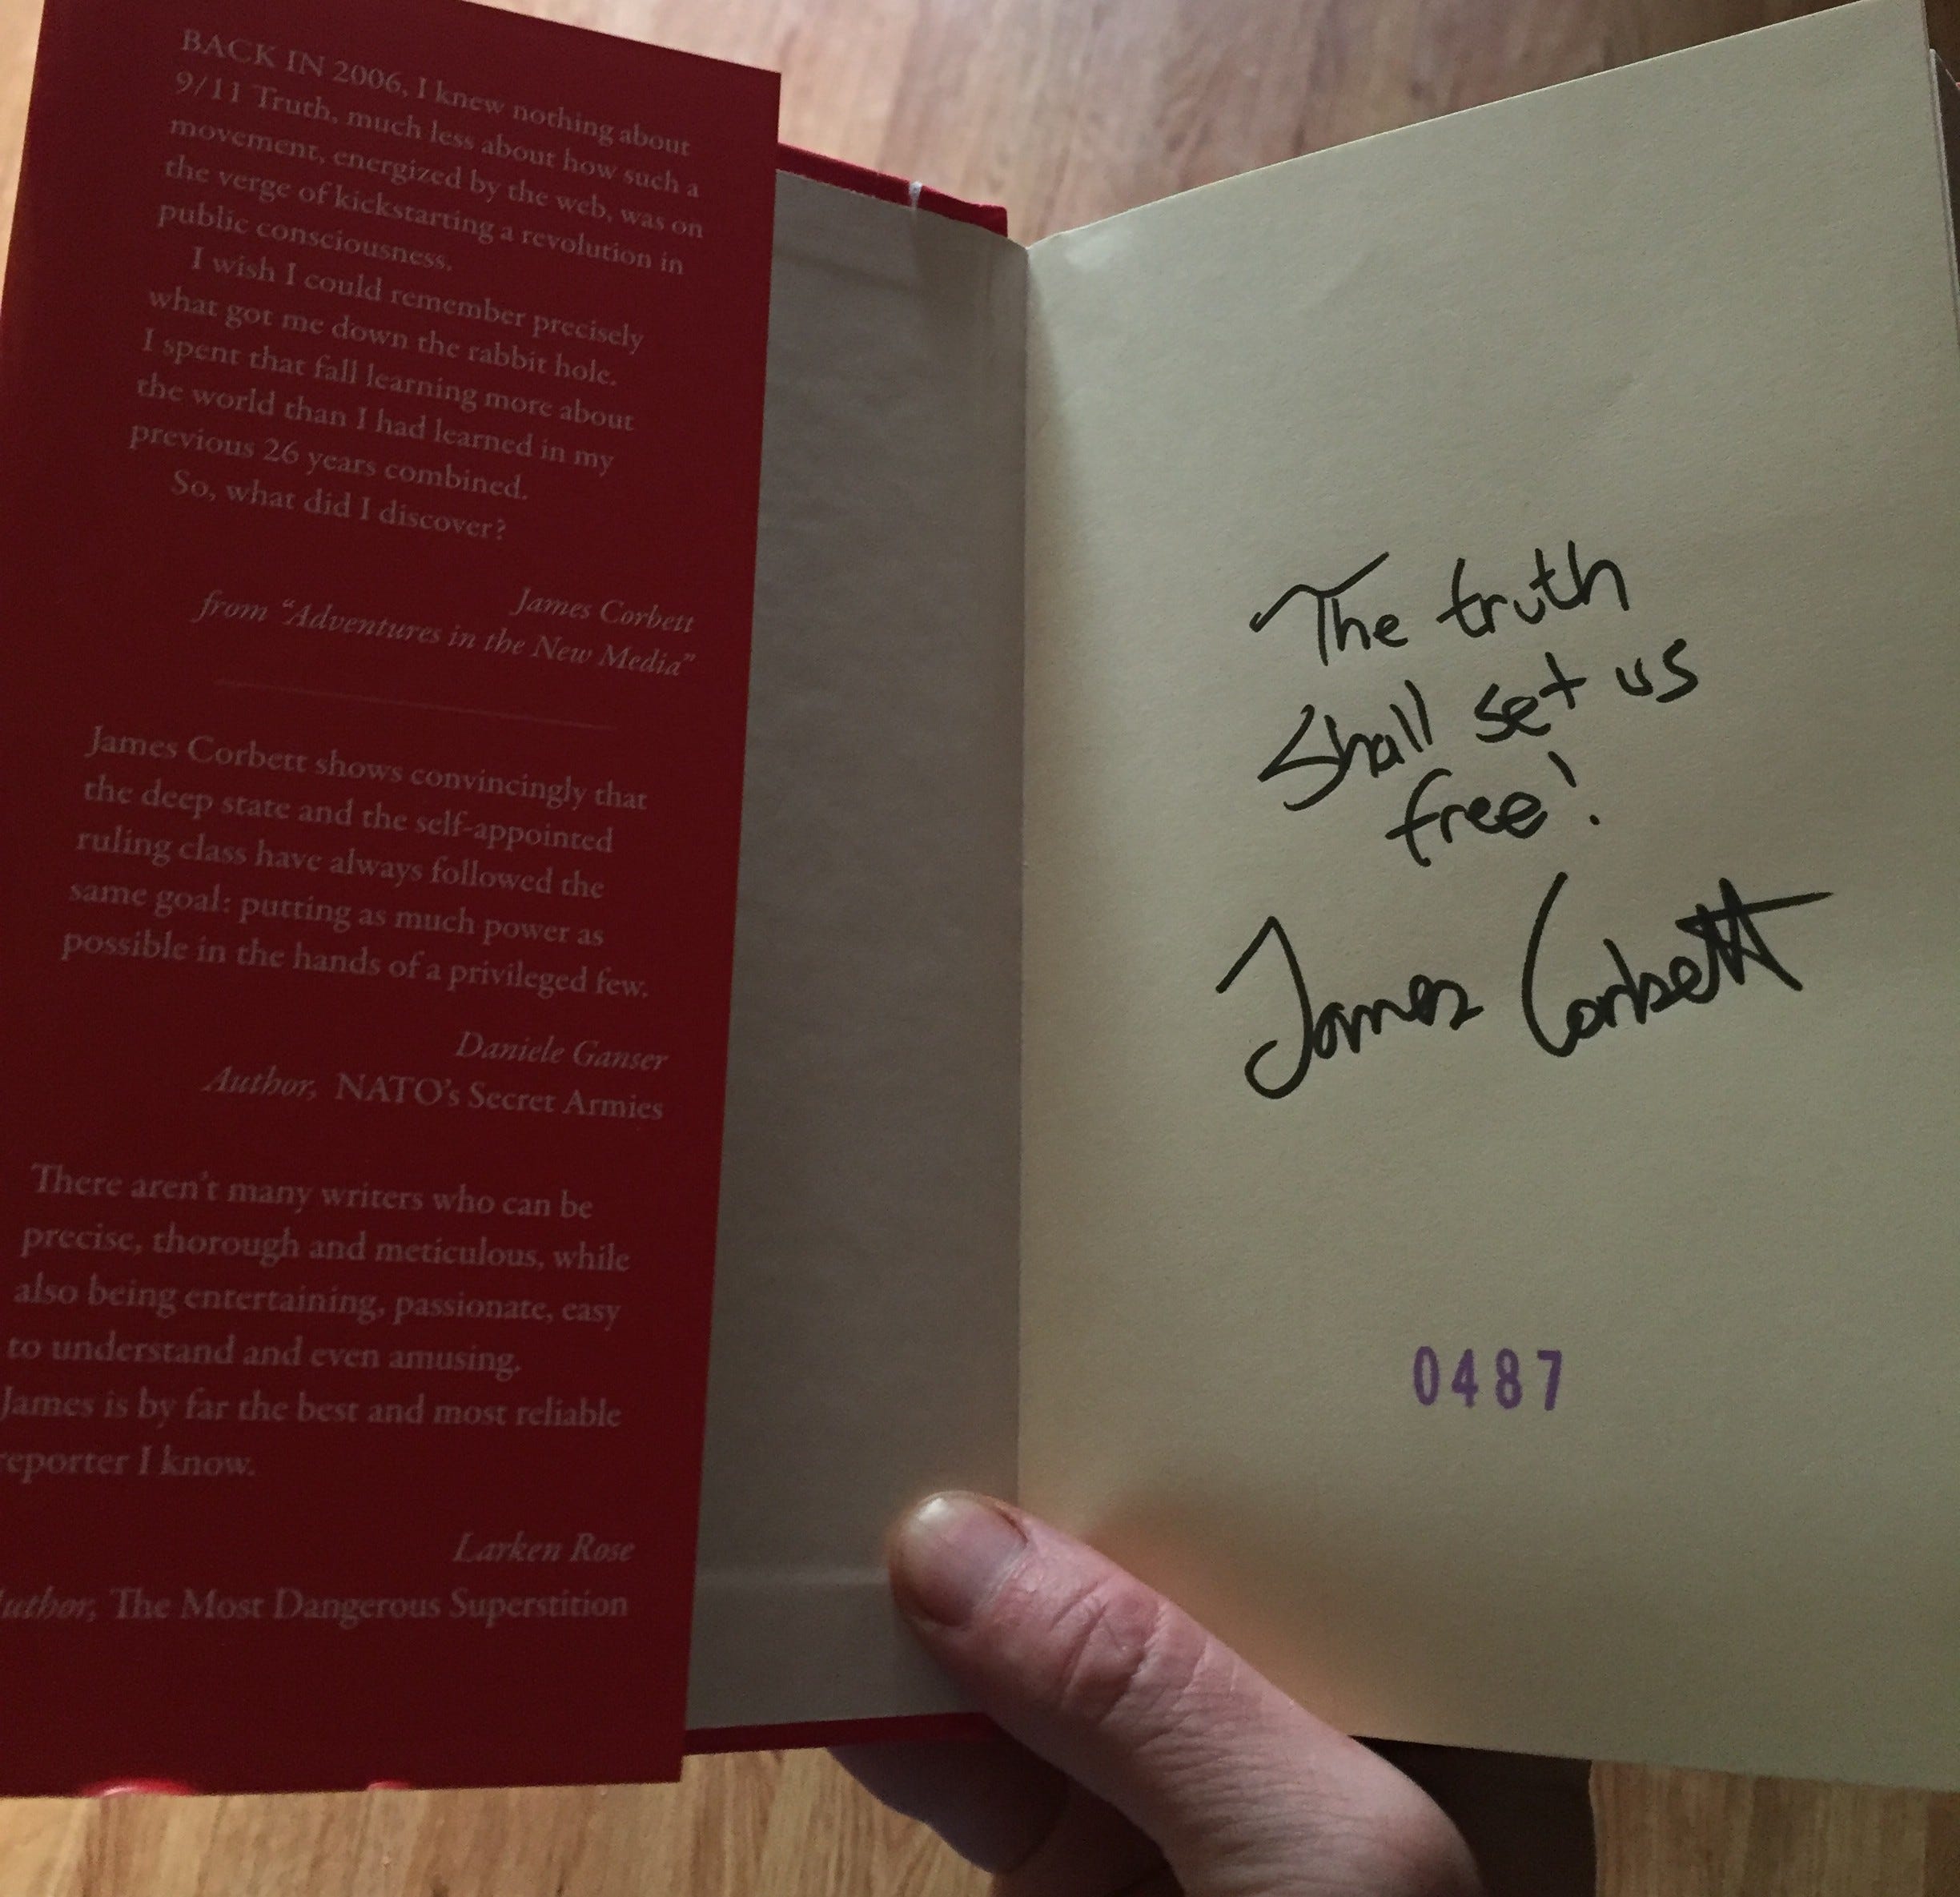 BACK IN 2006, I knew nothing about
9/11 Truth, much less about how such a
movement, energized by the web, was on
the verge of kickstarting a revolution in
public consciousness.
I wish I could remember precisely
what got me down the rabbit hole.
I spent that fall learning more about
the world than I had learned in my
previous 26 years combined.
So, what did I discover?
James Corbett
from “Adventures in the New Media”
James Corbett shows convincingly that
the deep state and the self-appointed
ruling class have always followed the
same goal: putting as much power as
possible in the hands of a privileged few.
Daniele Ganser
Author, NATO’s Secret Armies
There aren’t many writers who can be
precise, thorough and meticulous, while
also being entertaining, passionate, easy
to understand and even amusing.
James is by far the best and most reliable
reporter I know.
Larken Rose
Author, The Most Dangerous Superstition
The truth
Shall set us
free!
James Corbett
0487